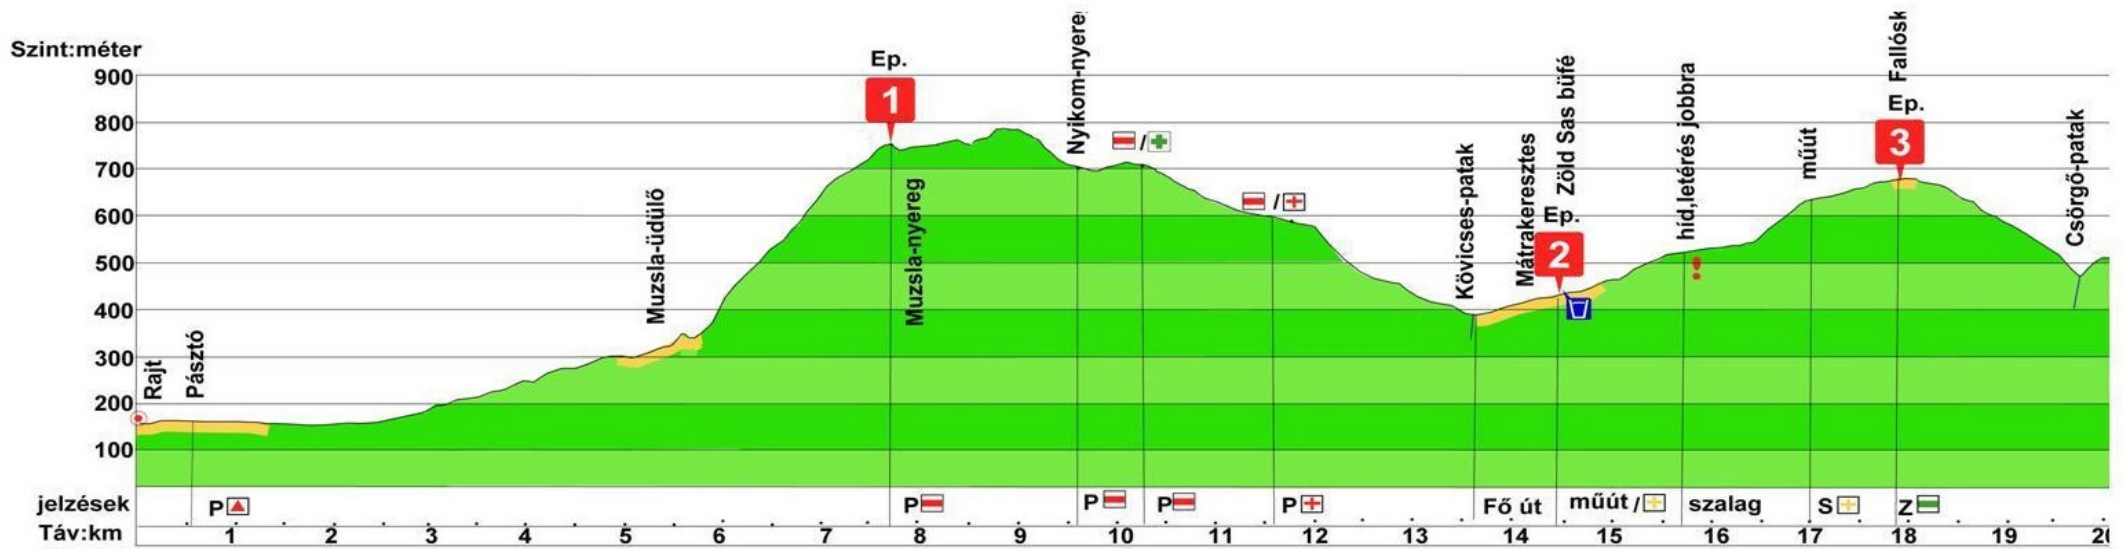 Szint:méter
900
800
700
600
500
400
300
200
100
Rajt
Pásztó
Muzsla-üdülő
Ep.
1
Muzsla-nyereg
Nyikom-nyere
/
/
Kövicses-patak
Mátrakeresztes
Zöld Sas büfé
Ep.
2
híd,letérés jobbra
műút
Fallósk
Ep.
3
Csörgő-patak
jelzések
P
P
P
P
P
Fő út
műút /
szalag
S
Z
Táv:km
1 2 3 4 5 6 7 8 9 10 11 12 13 14 15 16 17 18 19 20